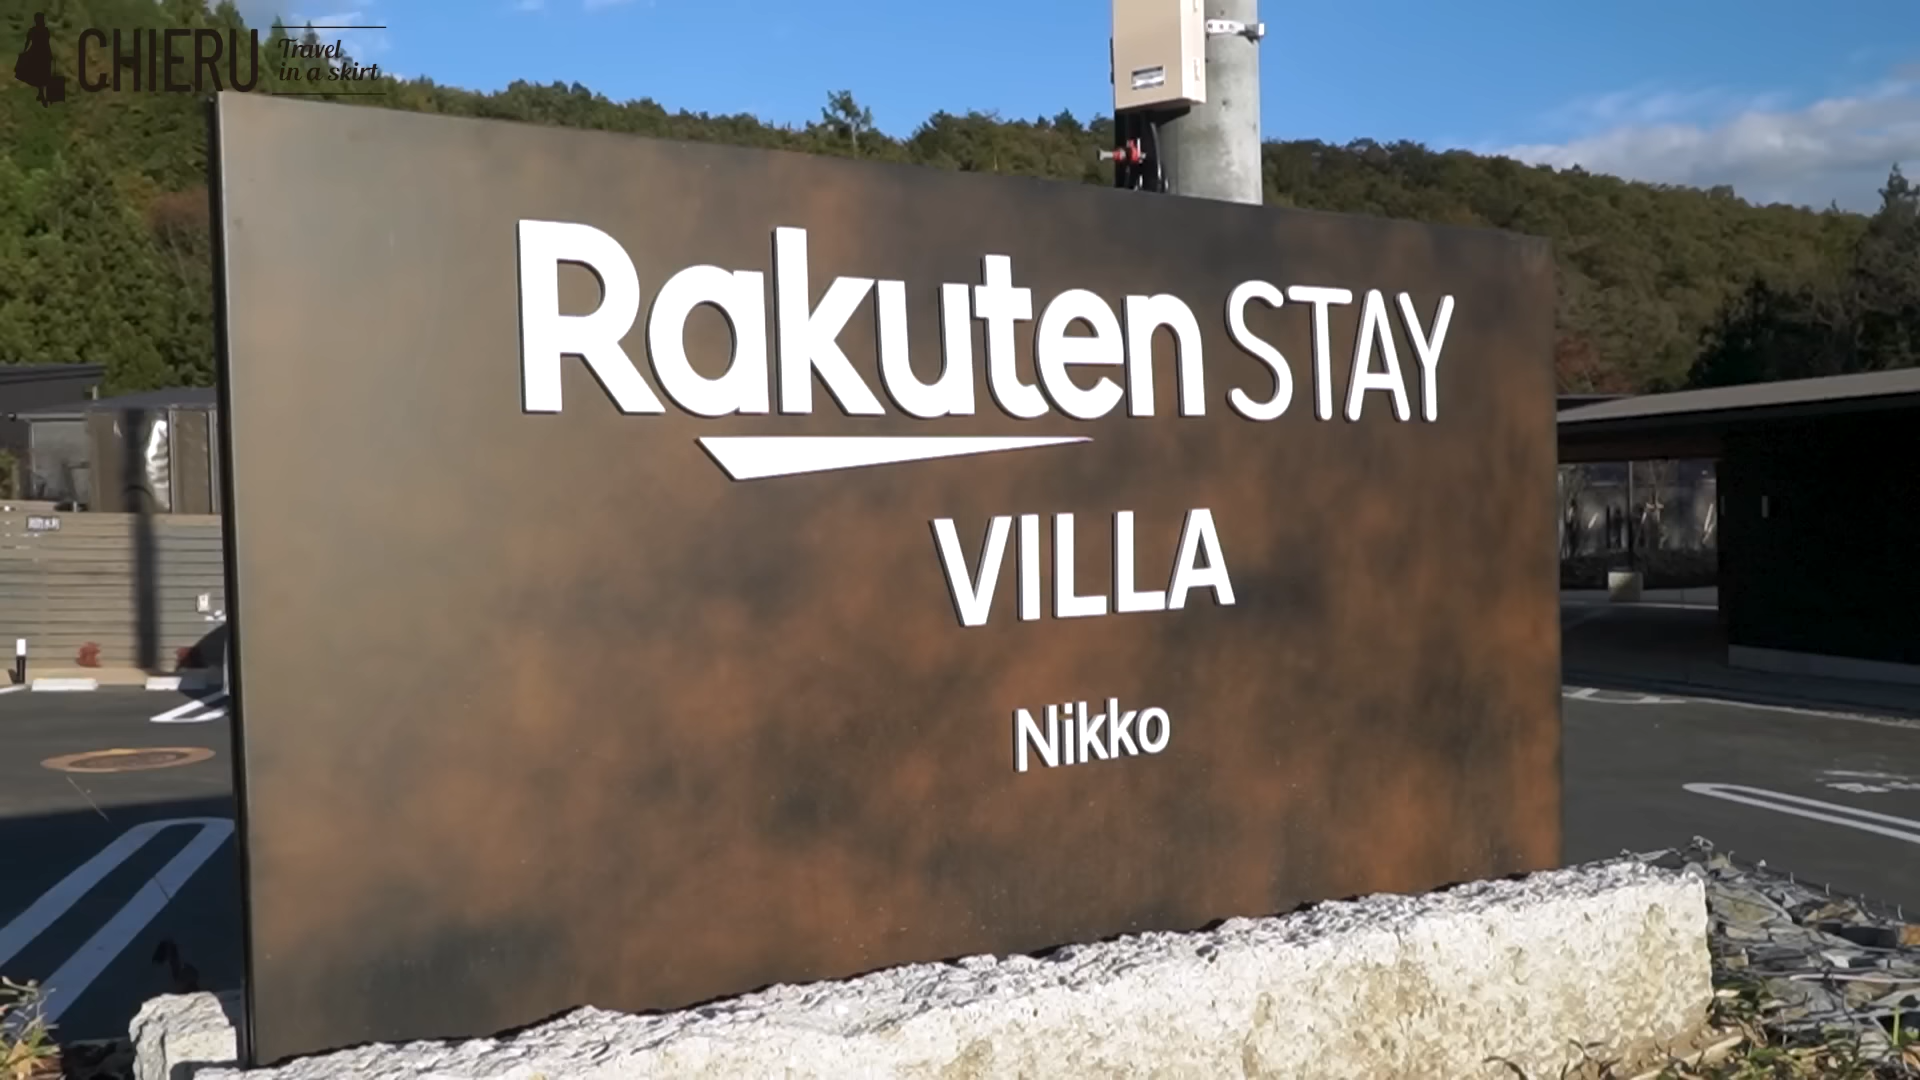 CHIERU
Travel
in a skirt
Rakuten STAY
VILLA
Nikko